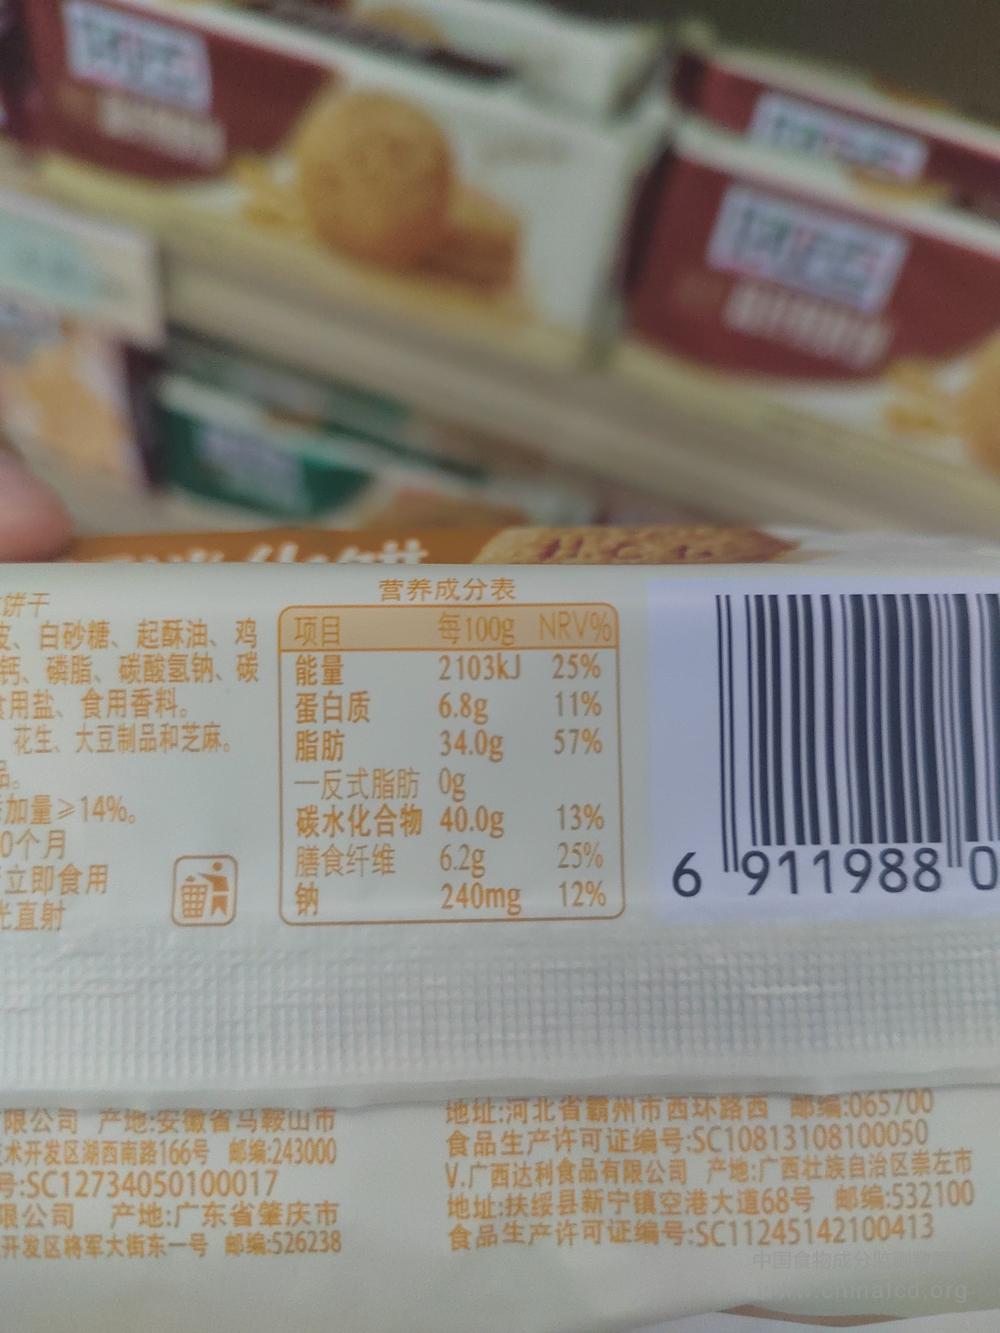 饼干
白砂糖、起酥油、鸡
钙、磷脂、碳酸氢钠、碳
食用盐、食用香料。
花生、大豆制品和芝麻。
品。
加量≥14%。
0个月
立即食用
光直射
营养成分表
项目 每100g NRV%
能量 2103kJ 25%
蛋白质 6.8g 11%
脂肪 34.0g 57%
一反式脂肪 0g
碳水化合物 40.0g 13%
膳食纤维 6.2g 25%
钠 240mg 12%
6 911988 0
限公司 产地:安徽省马鞍山市
术开发区湖西南路166号 邮编:243000
号:SC12734050100017
限公司 产地:广东省肇庆市
开发区将军大街东一号 邮编:526238
地址:河北省霸州市西环路西 邮编:065700
食品生产许可证编号:SC10813108100050
V.广西达利食品有限公司 产地:广西壮族自治区崇左市
地址:扶绥县新宁镇空港大道68号 邮编:532100
食品生产许可证编号:SC11245142100413
中国食物成分监测
www.chinafcd.org